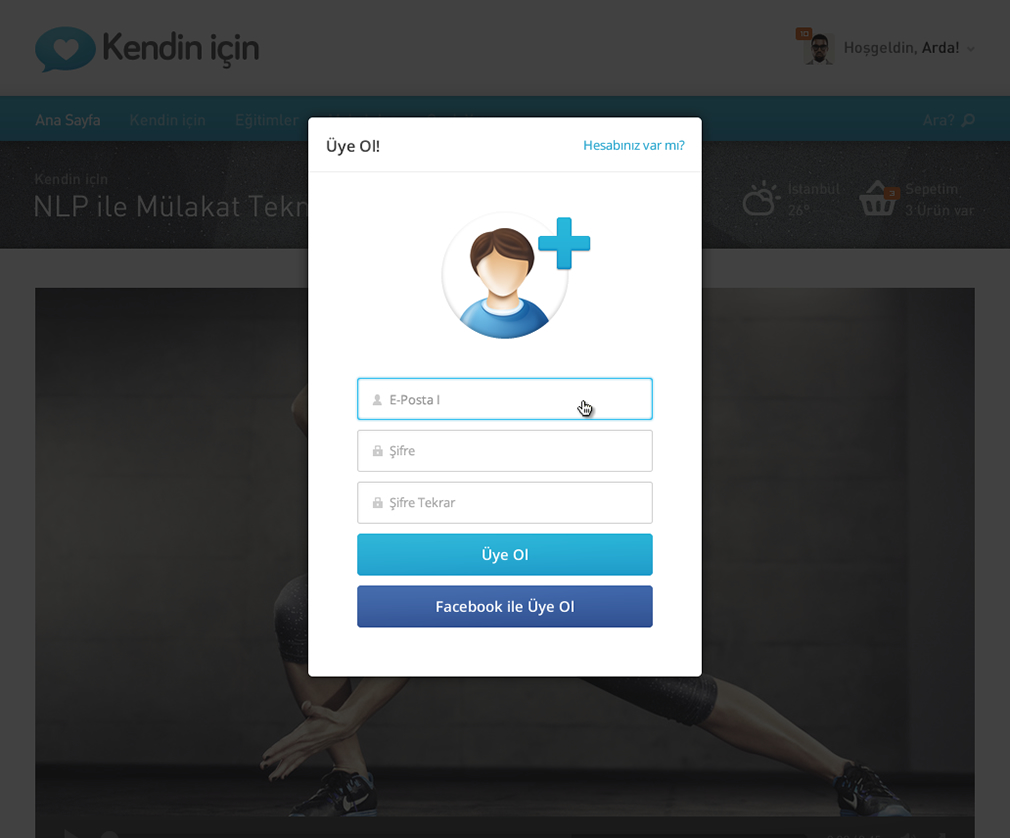 Kendin için
10
Hoşgeldin, Arda!
Ana Sayfa
Kendin için
Eğitimler
Ara?
Kendin için
NLP ile Mülakat Tekn
İstanbul
26°
3
Sepetim
3 Ürün var
Üye Ol!
Hesabınız var mı?
E-Posta I
Şifre
Şifre Tekrar
Üye Ol
Facebook ile Üye Ol